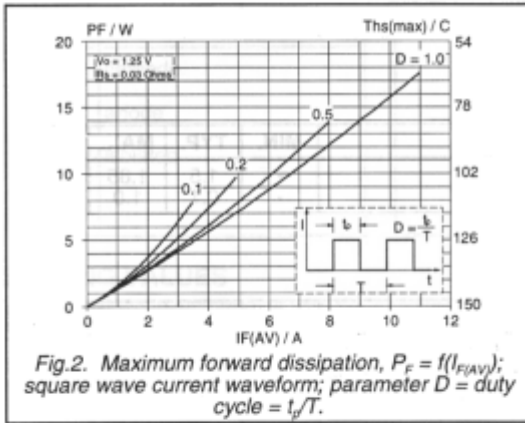 PF / W
Ths(max) / C
20
54
Vo = 1.25 V
Rs = 0.03 Ohms
D = 1.0
15
78
0.5
0.2
10
102
0.1
I
tp
D = tp/T
5
126
T
t
0
150
0 2 4 6 8 10 12
IF(AV) / A
Fig.2. Maximum forward dissipation, PF = f(IF(AV));
square wave current waveform; parameter D = duty
cycle = tp/T.